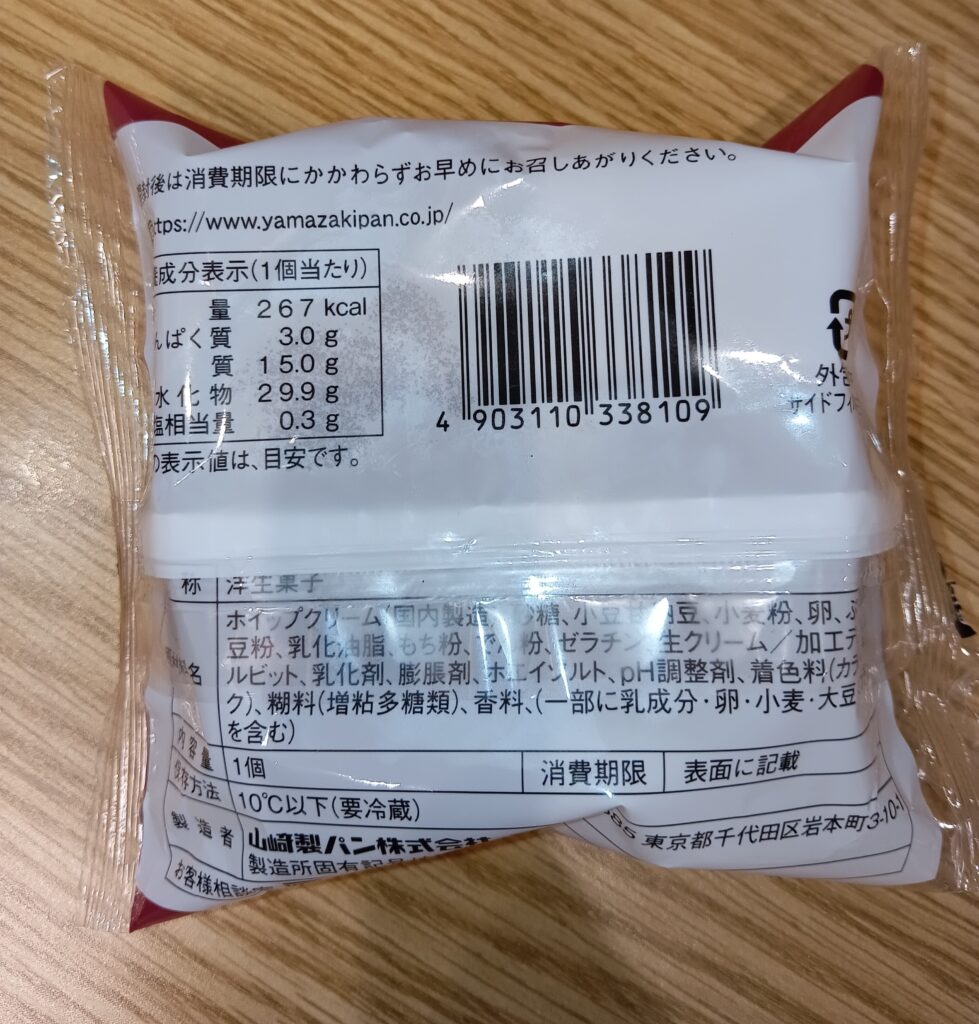 封後は消費期限にかかわらずお早めにお召しあがりください。
https://www.yamazakipan.co.jp/
成分表示(1個当たり)
量 267 kcal
んぱく質 3.0 g
質 15.0 g
水化物 29.9 g
塩相当量 0.3 g
の表示値は、目安です。
4 903110 338109
外包
サイドフィ
称 洋生菓子
ホイップクリーム(国内製造)、砂糖、小豆甘納豆、小麦粉、卵、
豆粉、乳化油脂、もち粉、でん粉、ゼラチン、生クリーム/加工デ
名 ルビット、乳化剤、膨脹剤、ホエイソルト、pH調整剤、着色料(カラ
ク)、糊料(増粘多糖類)、香料、(一部に乳成分・卵・小麦・大豆
を含む)
内容量 1個 消費期限 表面に記載
保存方法 10℃以下(要冷蔵)
製造者 山崎製パン株式会社
385 東京都千代田区岩本町3-10-1
製造所固有記号
お客様相談